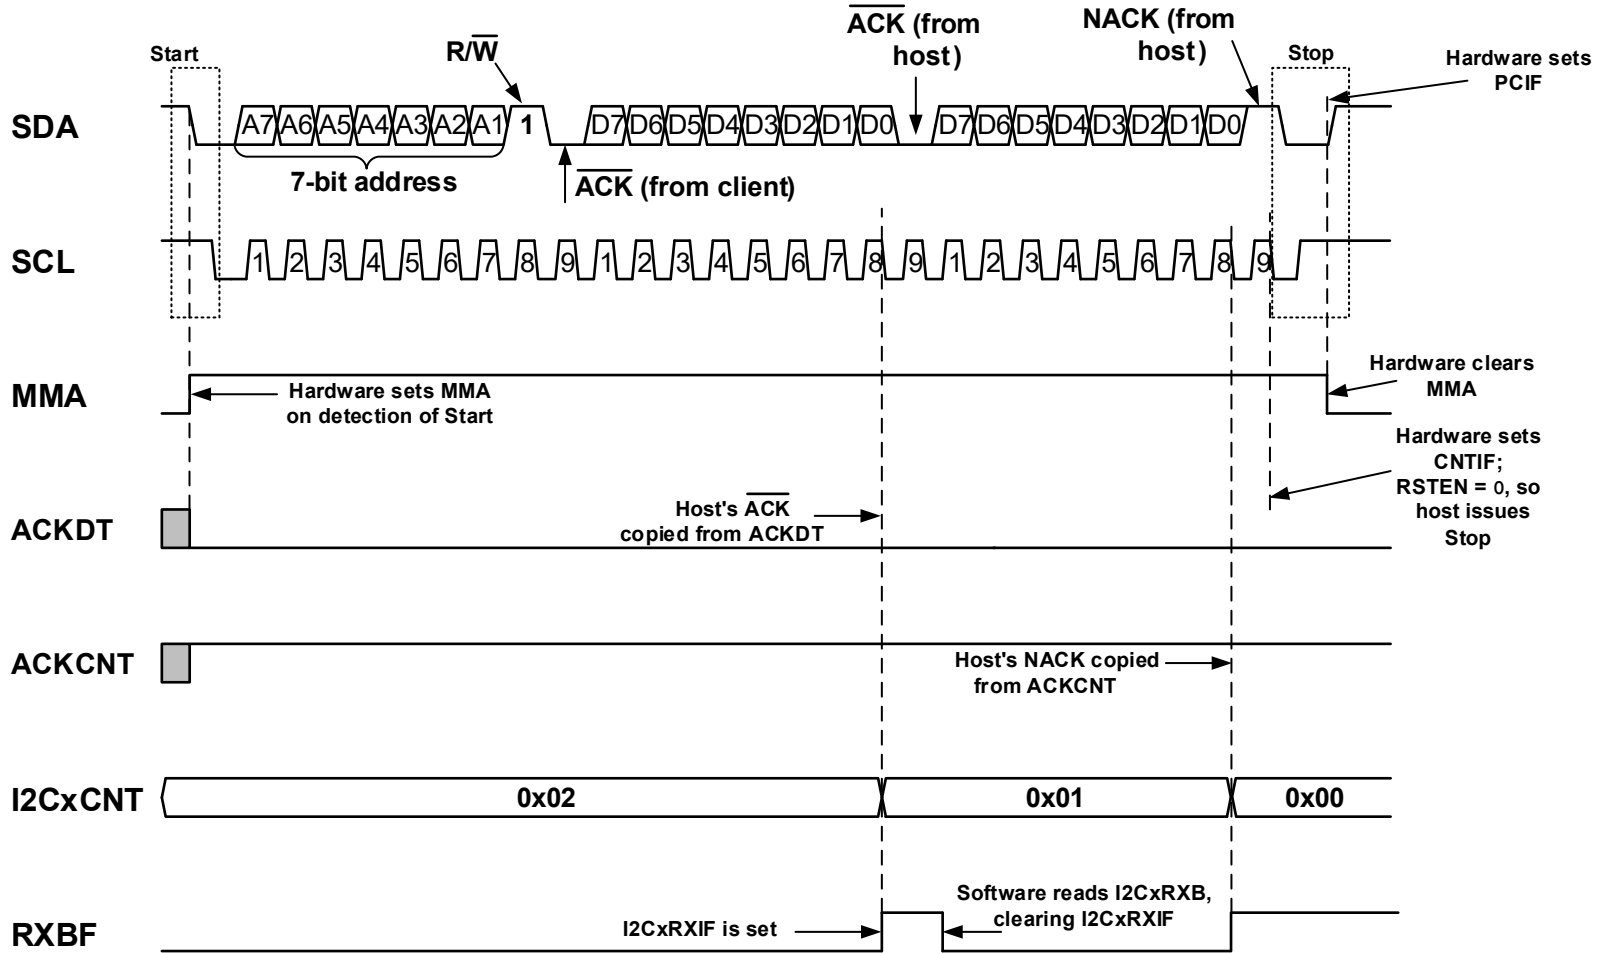 Start
R/W̅
A̅C̅K̅ (from
host)
NACK (from
host)
Stop
Hardware sets
PCIF
SDA
A7 A6 A5 A4 A3 A2 A1 1 D7 D6 D5 D4 D3 D2 D1 D0 D7 D6 D5 D4 D3 D2 D1 D0
7-bit address
A̅C̅K̅ (from client)
SCL
1 2 3 4 5 6 7 8 9 1 2 3 4 5 6 7 8 9 1 2 3 4 5 6 7 8 9
MMA
Hardware sets MMA
on detection of Start
Hardware clears
MMA
Hardware sets
CNTIF;
RSTEN = 0, so
host issues
Stop
ACKDT
Host's A̅C̅K̅
copied from ACKDT
ACKCNT
Host's NACK copied
from ACKCNT
I2CxCNT
0x02 0x01 0x00
RXBF
I2CxRXIF is set
Software reads I2CxRXB,
clearing I2CxRXIF